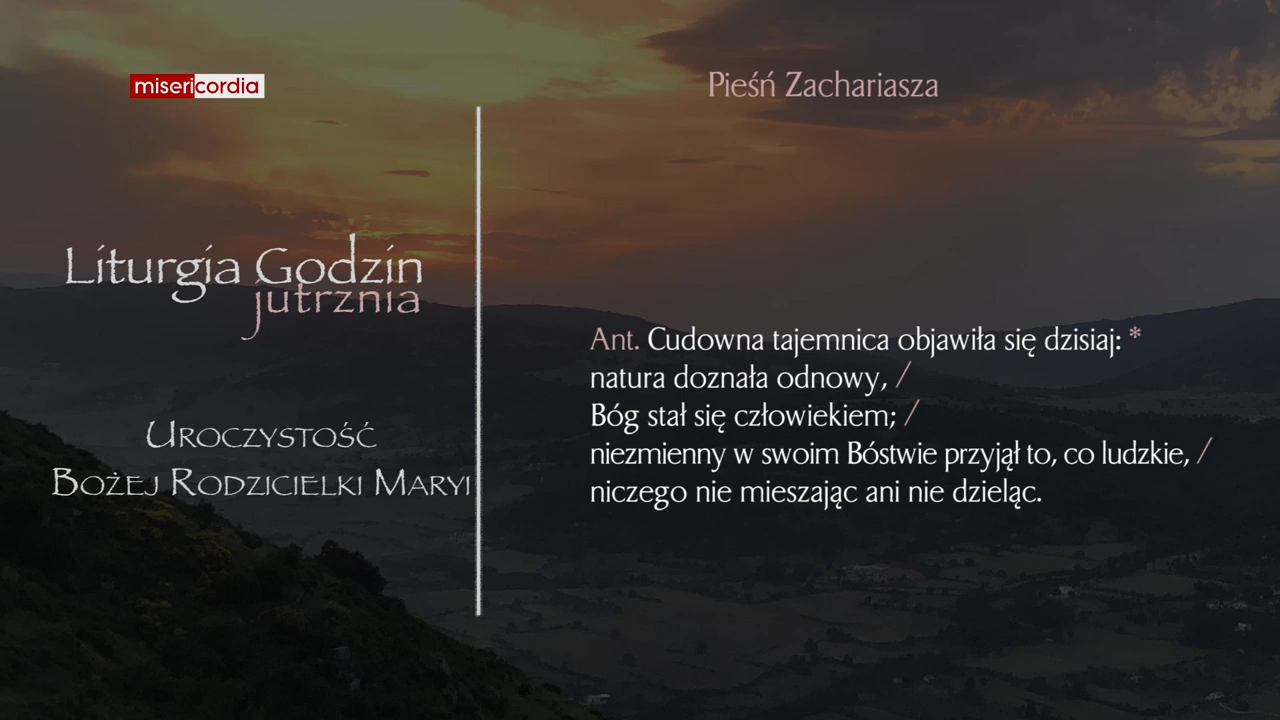 misericordia
Liturgia Godzin
jutrznia
Uroczystość
Bożej Rodzicielki Maryi
Pieśń Zachariasza
Ant. Cudowna tajemnica objawiła się dzisiaj: *
natura doznała odnowy, /
Bóg stał się człowiekiem; /
niezmienny w swoim Bóstwie przyjął to, co ludzkie, /
niczego nie mieszając ani nie dzieląc.